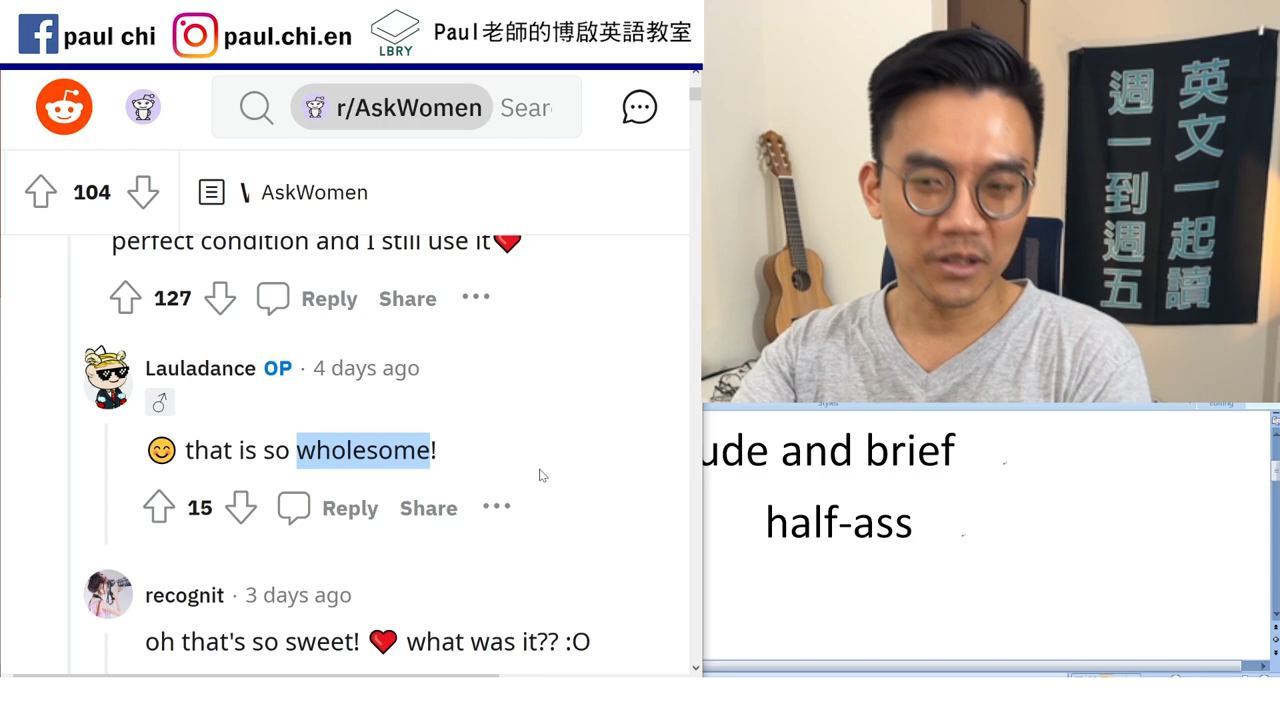 paul chi
paul.chi.en
LBRY
Paul老師的博啟英語教室
r/AskWomen
104
AskWomen
perfect condition and I still use it❤️
127 Reply Share
Lauladance OP · 4 days ago
😊 that is so wholesome!
15 Reply Share
recognit · 3 days ago
oh that's so sweet! ❤️ what was it?? :O
英文一起讀
週一到週五
and brief
half-ass